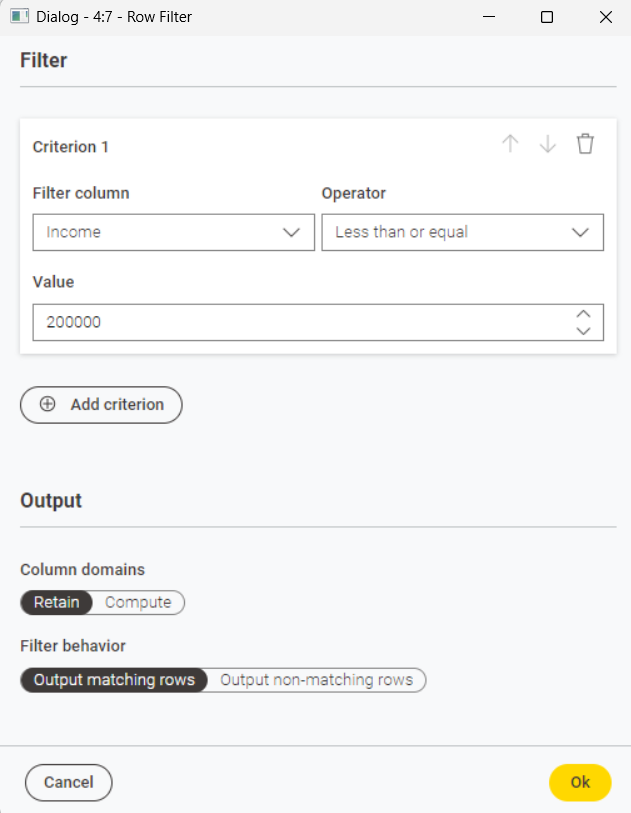 Dialog - 4:7 - Row Filter
Filter
Criterion 1
Filter column Operator
Income Less than or equal
Value
200000
Add criterion
Output
Column domains
Retain Compute
Filter behavior
Output matching rows Output non-matching rows
Cancel Ok